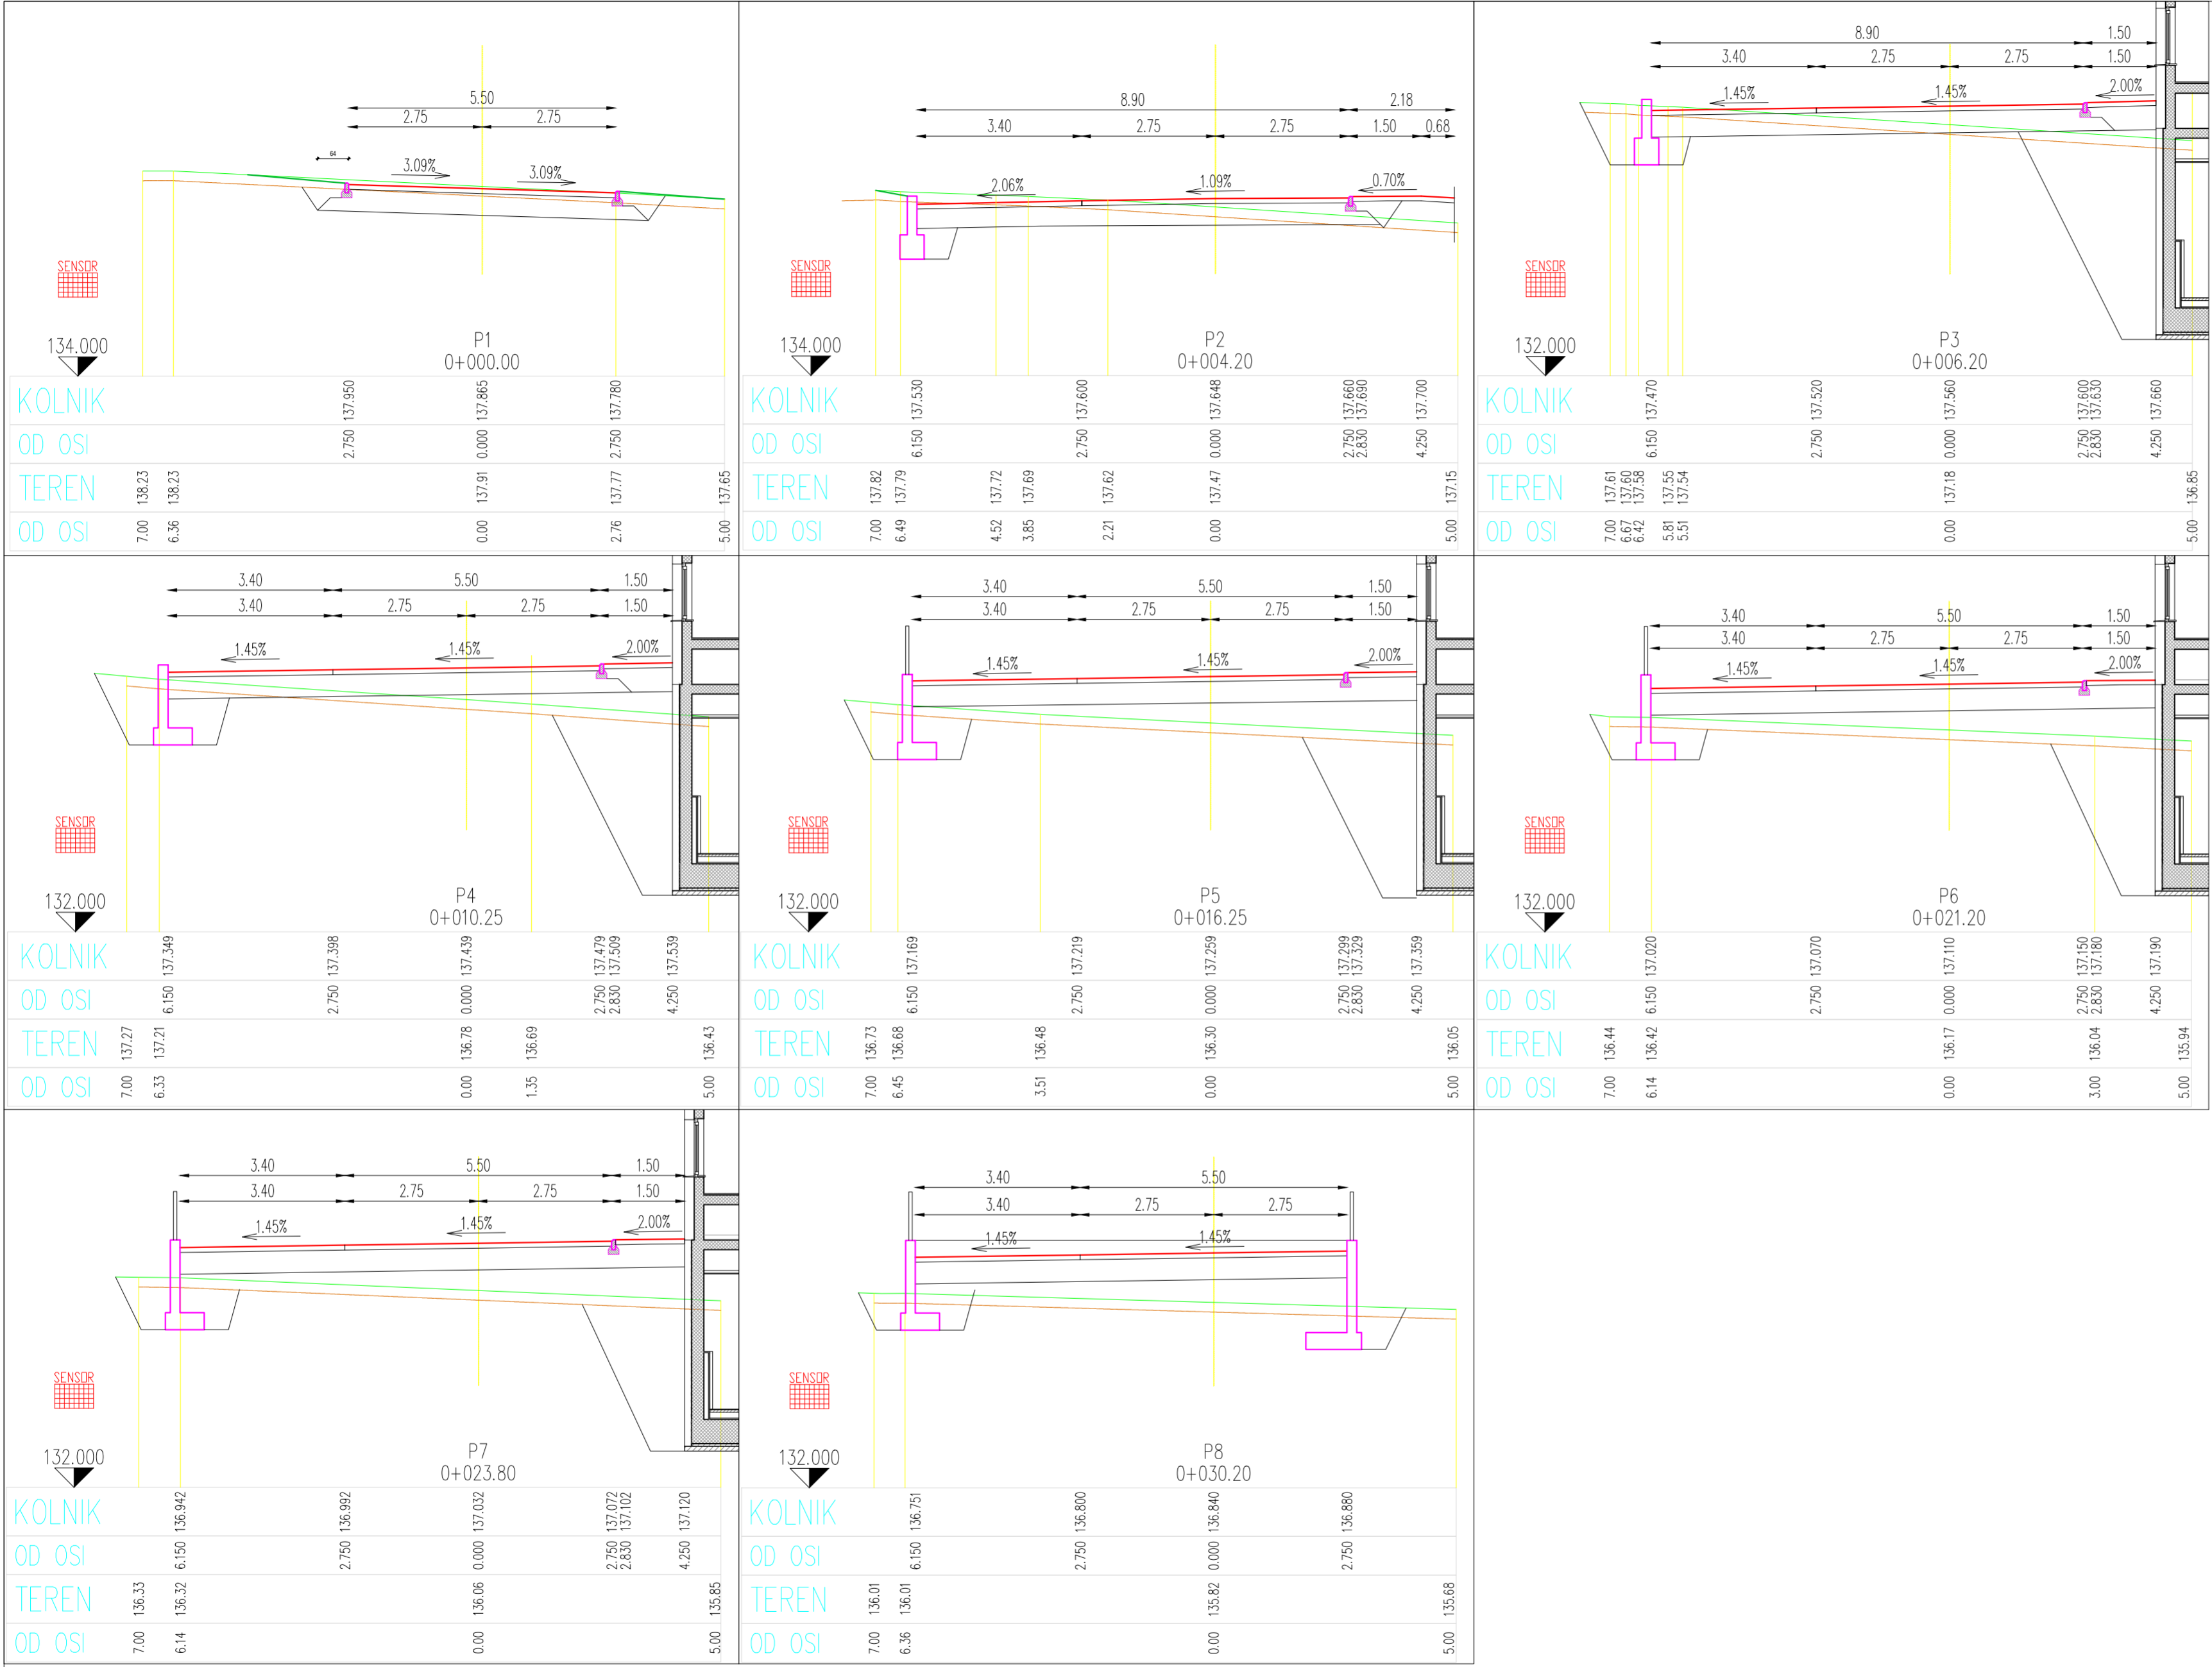 5.50
2.75 2.75
64
3.09% 3.09%
SENSOR
134.000
P1
0+000.00
KOLNIK 137.950 137.865 137.780
OD OSI 2.750 0.000 2.750
TEREN 138.23 138.23 137.91 137.77 137.65
OD OSI 7.00 6.36 0.00 2.76 5.00
8.90 2.18
3.40 2.75 2.75 1.50 0.68
2.06% 1.09% 0.70%
SENSOR
134.000
P2
0+004.20
KOLNIK 137.530 137.600 137.648 137.660 137.690 137.700
OD OSI 6.150 2.750 0.000 2.750 2.830 4.250
TEREN 137.82 137.79 137.72 137.69 137.62 137.47 137.15
OD OSI 7.00 6.49 4.52 3.85 2.21 0.00 5.00
8.90 1.50
3.40 2.75 2.75 1.50
1.45% 1.45% 2.00%
SENSOR
132.000
P3
0+006.20
KOLNIK 137.470 137.520 137.560 137.600 137.630 137.660
OD OSI 6.150 2.750 0.000 2.750 2.830 4.250
TEREN 137.61 137.60 137.58 137.55 137.54 137.18 136.85
OD OSI 7.00 6.67 6.42 5.81 5.51 0.00 5.00
3.40 5.50 1.50
3.40 2.75 2.75 1.50
1.45% 1.45% 2.00%
SENSOR
132.000
P4
0+010.25
KOLNIK 137.349 137.398 137.439 137.479 137.509 137.539
OD OSI 6.150 2.750 0.000 2.750 2.830 4.250
TEREN 137.27 137.21 136.78 136.69 136.43
OD OSI 7.00 6.33 0.00 1.35 5.00
3.40 5.50 1.50
3.40 2.75 2.75 1.50
1.45% 1.45% 2.00%
SENSOR
132.000
P5
0+016.25
KOLNIK 137.169 137.219 137.259 137.299 137.329 137.359
OD OSI 6.150 2.750 0.000 2.750 2.830 4.250
TEREN 136.73 136.68 136.48 136.30 136.05
OD OSI 7.00 6.45 3.51 0.00 5.00
3.40 5.50 1.50
3.40 2.75 2.75 1.50
1.45% 1.45% 2.00%
SENSOR
132.000
P6
0+021.20
KOLNIK 137.020 137.070 137.110 137.150 137.180 137.190
OD OSI 6.150 2.750 0.000 2.750 2.830 4.250
TEREN 136.44 136.42 136.17 136.04 135.94
OD OSI 7.00 6.14 0.00 3.00 5.00
3.40 5.50 1.50
3.40 2.75 2.75 1.50
1.45% 1.45% 2.00%
SENSOR
132.000
P7
0+023.80
KOLNIK 136.942 136.992 137.032 137.072 137.102 137.120
OD OSI 6.150 2.750 0.000 2.750 2.830 4.250
TEREN 136.33 136.32 136.06 135.85
OD OSI 7.00 6.14 0.00 5.00
3.40 5.50
3.40 2.75 2.75
1.45% 1.45%
SENSOR
132.000
P8
0+030.20
KOLNIK 136.751 136.800 136.840 136.880
OD OSI 6.150 2.750 0.000 2.750
TEREN 136.01 136.01 135.82 135.68
OD OSI 7.00 6.36 0.00 5.00